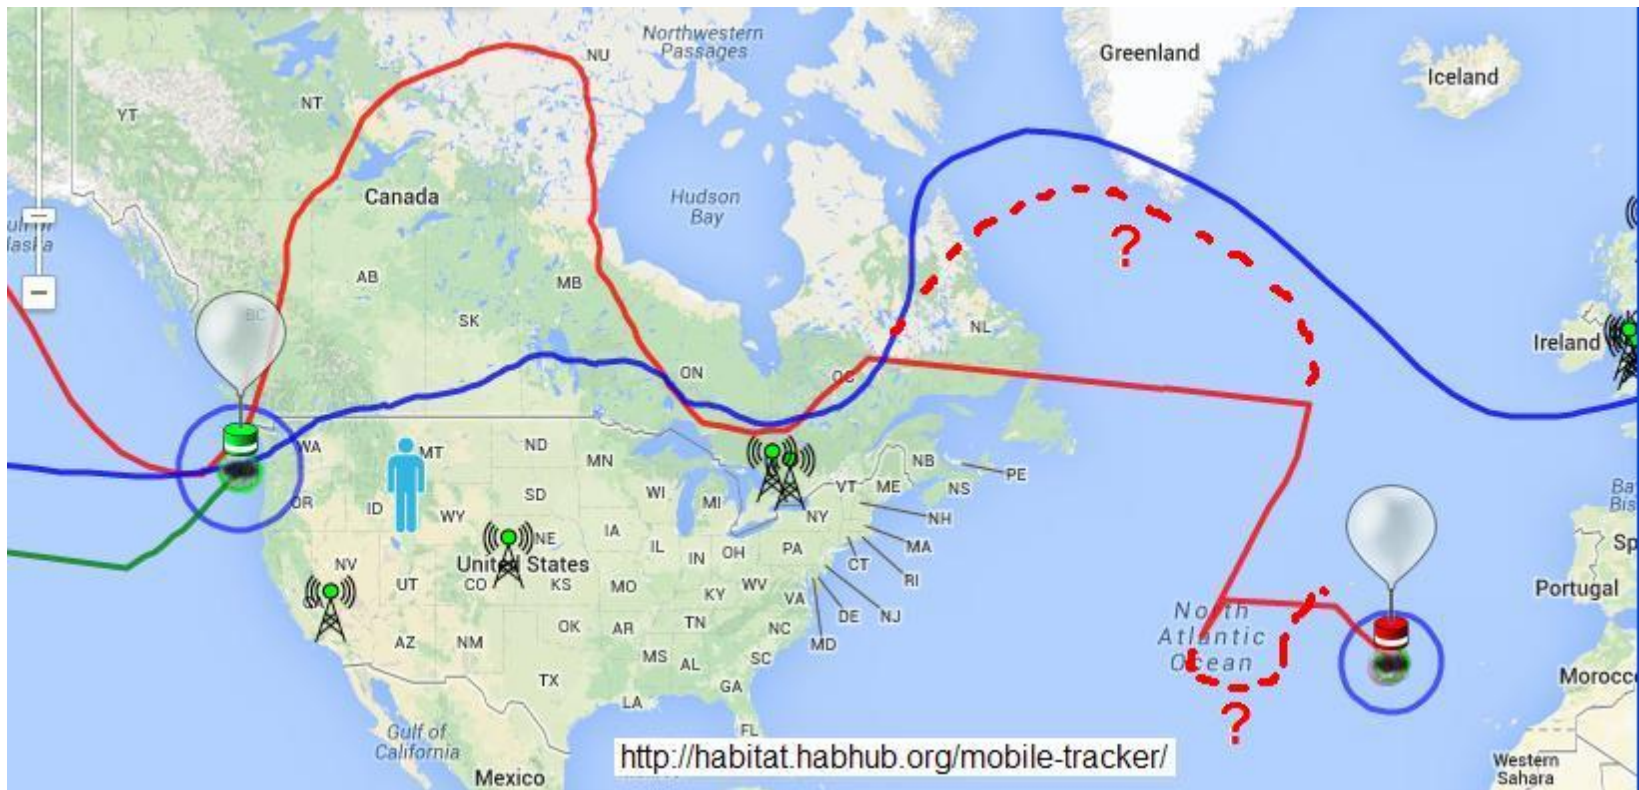 Northwestern
Passages
Greenland
Iceland
NU
NT
YT
Canada
Hudson
Bay
?
BC
AB
MB
SK
NL
ON
QC
Ireland
WA
MT
ND
MN
NB
PE
NS
OR
ID
SD
WI
MI
VT
ME
NY
NH
WY
IA
MA
NV
NE
IL
IN
OH
PA
CT
RI
United States
UT
CO
KS
MO
KY
WV
VA
DE
NJ
Portugal
North
Atlantic
Ocean
AZ
NM
OK
AR
TN
NC
MD
MS
AL
SC
TX
GA
LA
FL
?
Gulf of
California
Mexico
http://habitat.habhub.org/mobile-tracker/
Western
Sahara
Morocc
Sp